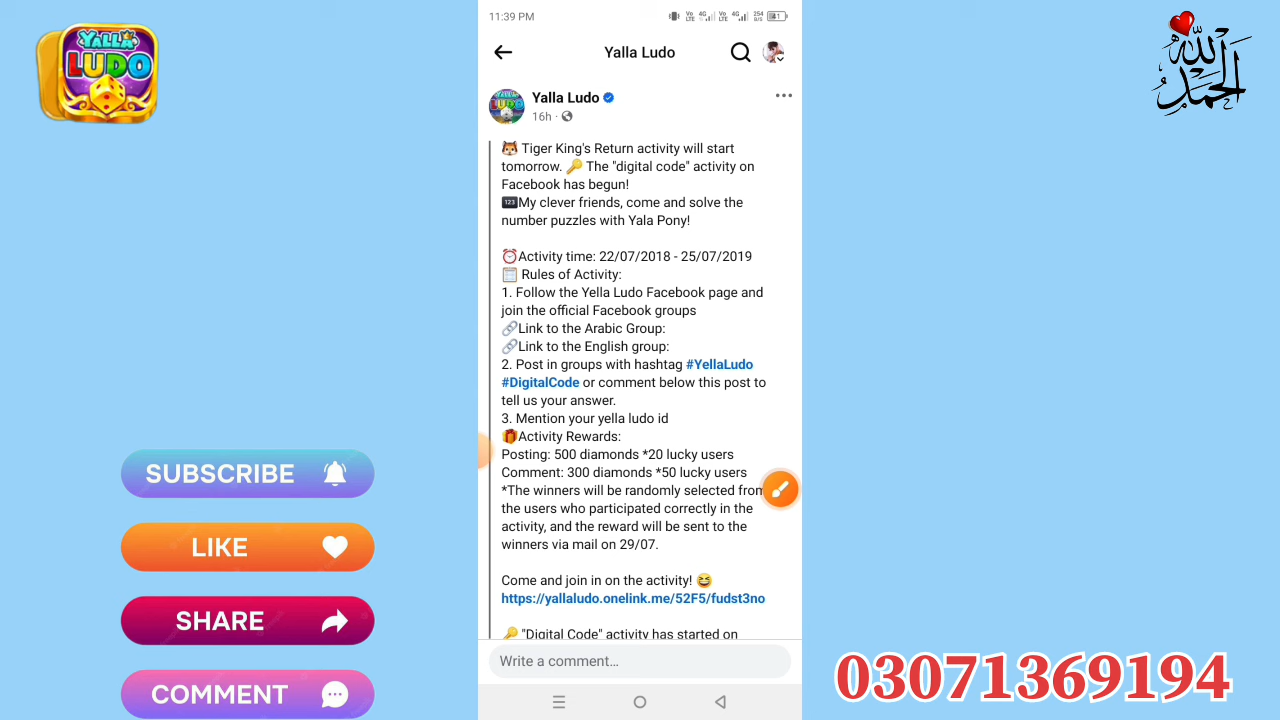 YALLA
LUDO
SUBSCRIBE
LIKE
SHARE
COMMENT
11:39 PM
Vo LTE 4G Vo LTE 4G 254 B/S 41
Yalla Ludo
Yalla Ludo
16h
🐯 Tiger King's Return activity will start
tomorrow. 🔑 The "digital code" activity on
Facebook has begun!
🔢My clever friends, come and solve the
number puzzles with Yala Pony!
⏰Activity time: 22/07/2018 - 25/07/2019
📋 Rules of Activity:
1. Follow the Yella Ludo Facebook page and
join the official Facebook groups
🔗Link to the Arabic Group:
🔗Link to the English group:
2. Post in groups with hashtag #YellaLudo
#DigitalCode or comment below this post to
tell us your answer.
3. Mention your yella ludo id
🎁Activity Rewards:
Posting: 500 diamonds *20 lucky users
Comment: 300 diamonds *50 lucky users
*The winners will be randomly selected from
the users who participated correctly in the
activity, and the reward will be sent to the
winners via mail on 29/07.
Come and join in on the activity! 😆
https://yallaludo.onelink.me/52F5/fudst3no
🔑 "Digital Code" activity has started on
Write a comment…
الحمد لله
03071369194